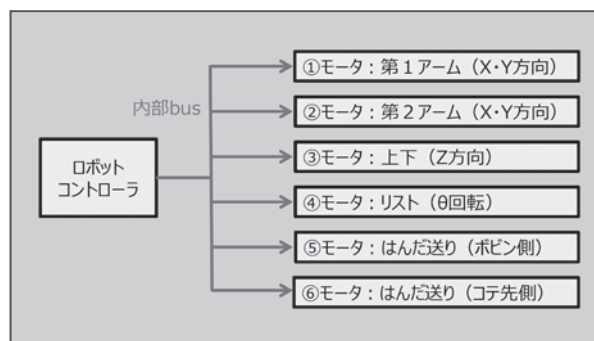 ①モータ：第１アーム（X･Y方向）
内部bus
②モータ：第２アーム（X･Y方向）
ロボット
コントローラ
③モータ：上下（Z方向）
④モータ：リスト（θ回転）
⑤モータ：はんだ送り（ボビン側）
⑥モータ：はんだ送り（コテ先側）